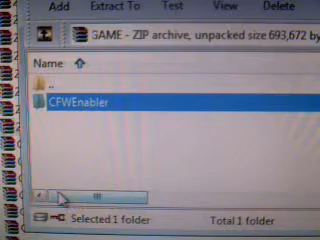 Add Extract To Test View Delete
GAME - ZIP archive, unpacked size 693,672 by
Name
..
CFWEnabler
Selected 1 folder Total 1 folder